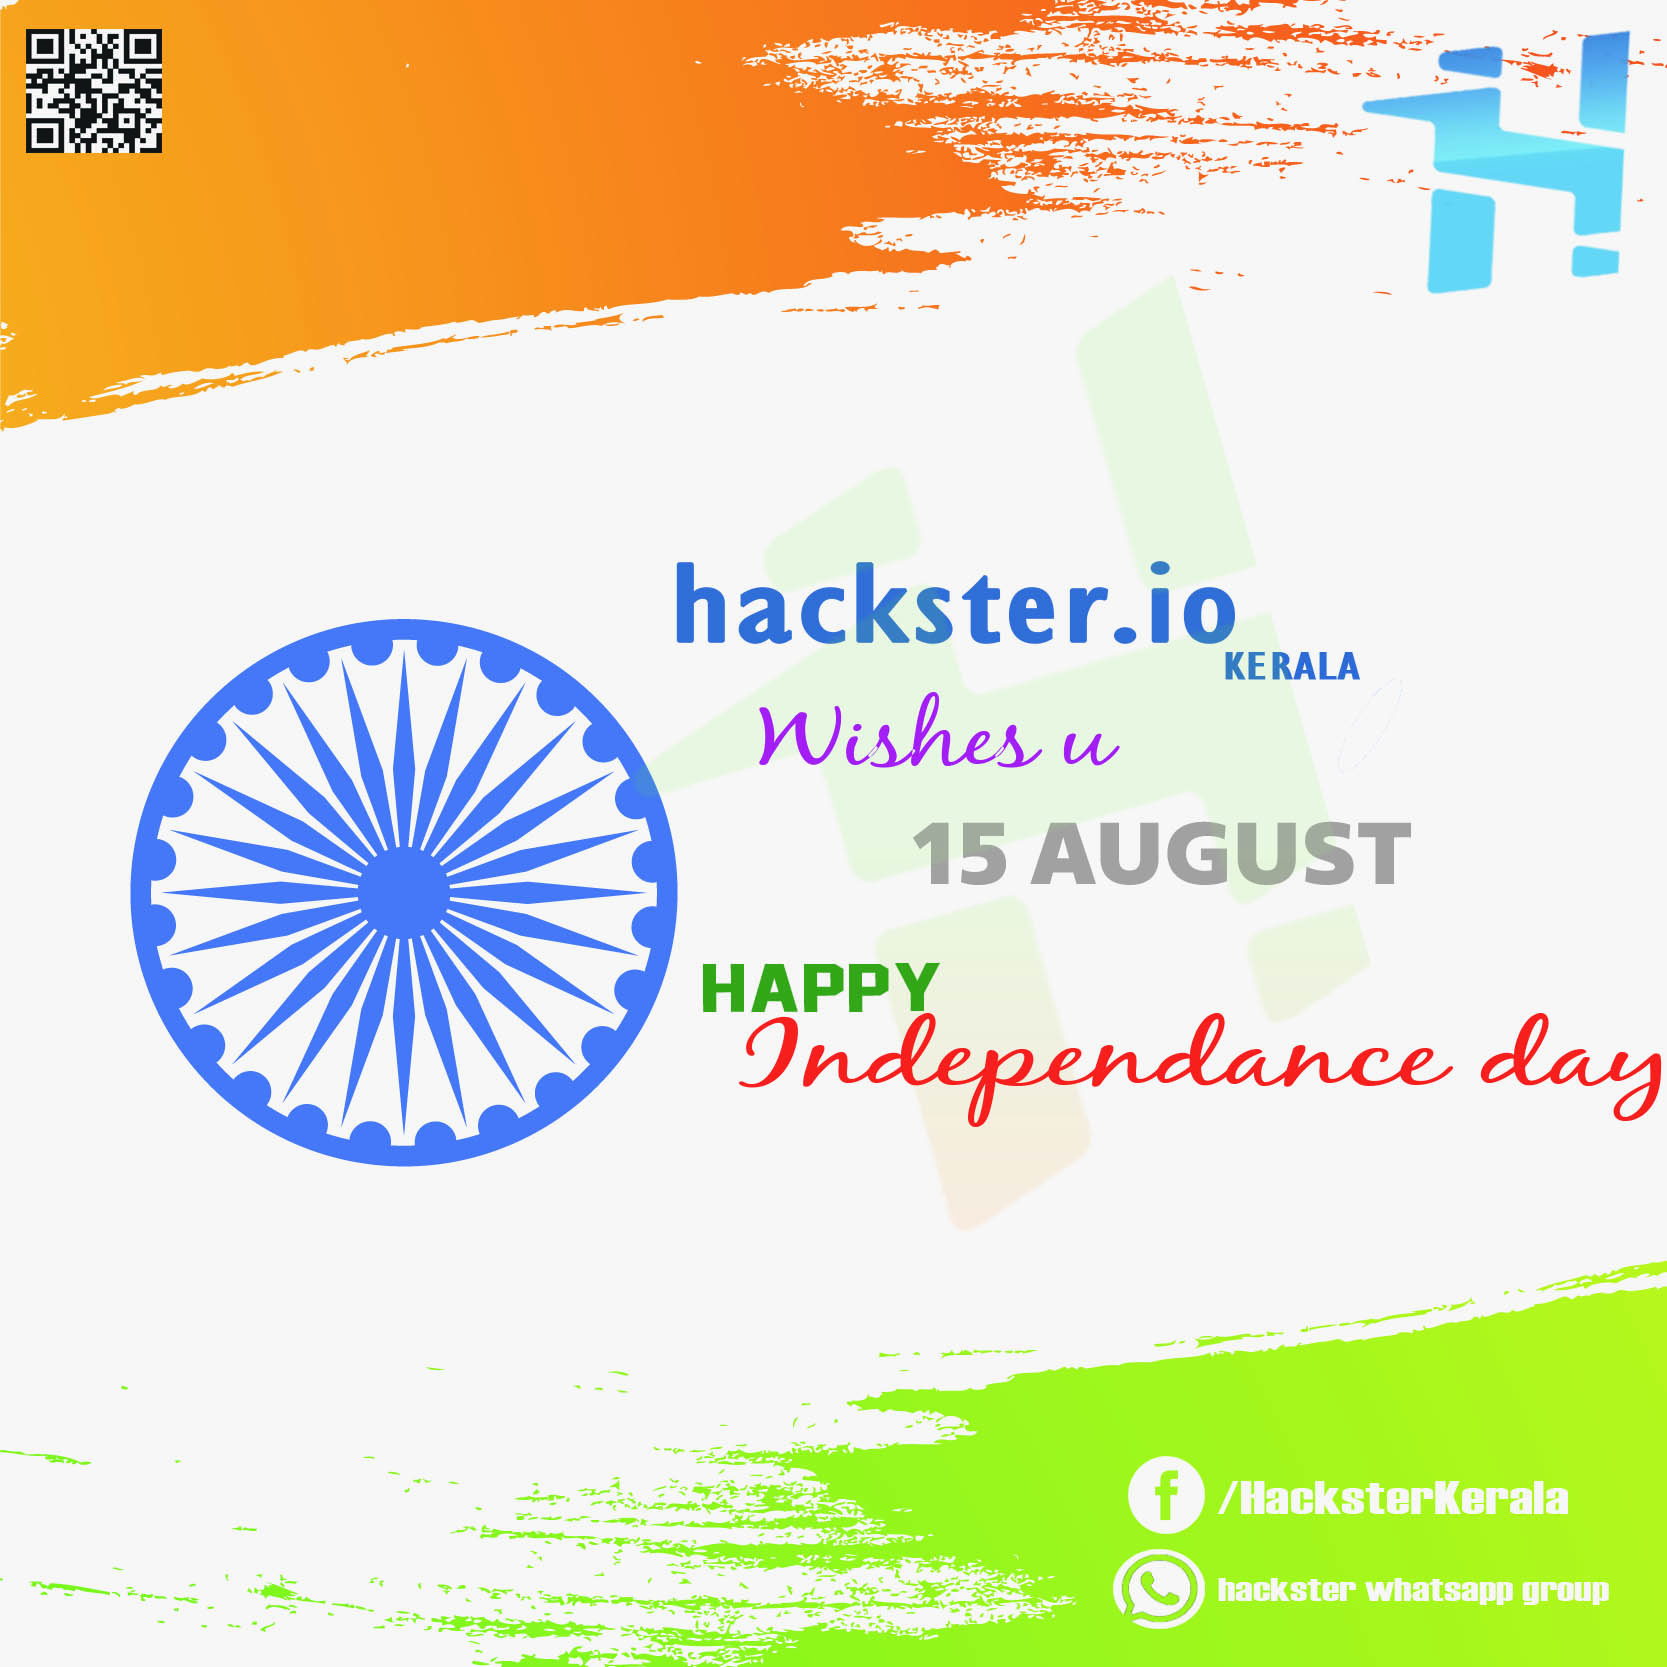 hackster.io
KERALA
Wishes u
15 AUGUST
HAPPY
Independance day
/HacksterKerala
hackster whatsapp group